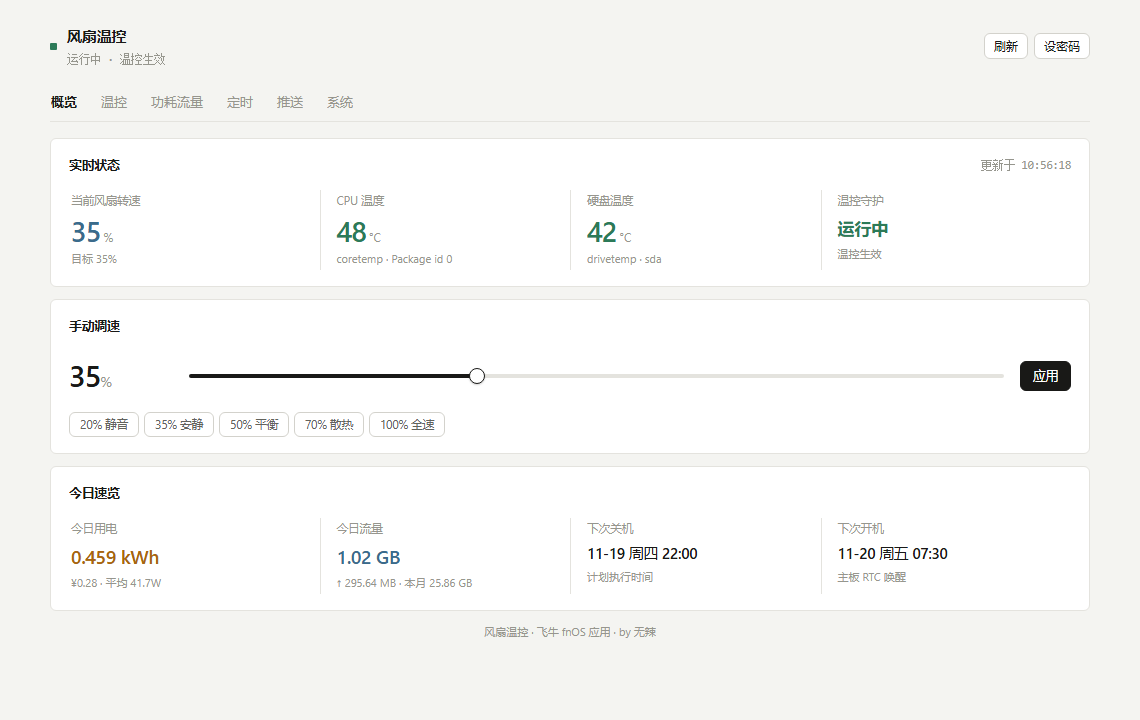 风扇温控
运行中 · 温控生效
刷新 设密码
概览 温控 功耗流量 定时 推送 系统
实时状态 更新于 10:56:18
当前风扇转速 CPU 温度 硬盘温度 温控守护
35 % 48 °C 42 °C 运行中
目标 35% coretemp · Package id 0 drivetemp · sda 温控生效
手动调速
35% 应用
20% 静音 35% 安静 50% 平衡 70% 散热 100% 全速
今日速览
今日用电 今日流量 下次关机 下次开机
0.459 kWh 1.02 GB 11-19 周四 22:00 11-20 周五 07:30
¥0.28 · 平均 41.7W ↑ 295.64 MB · 本月 25.86 GB 计划执行时间 主板 RTC 唤醒
风扇温控 · 飞牛 fnOS 应用 · by 无辣